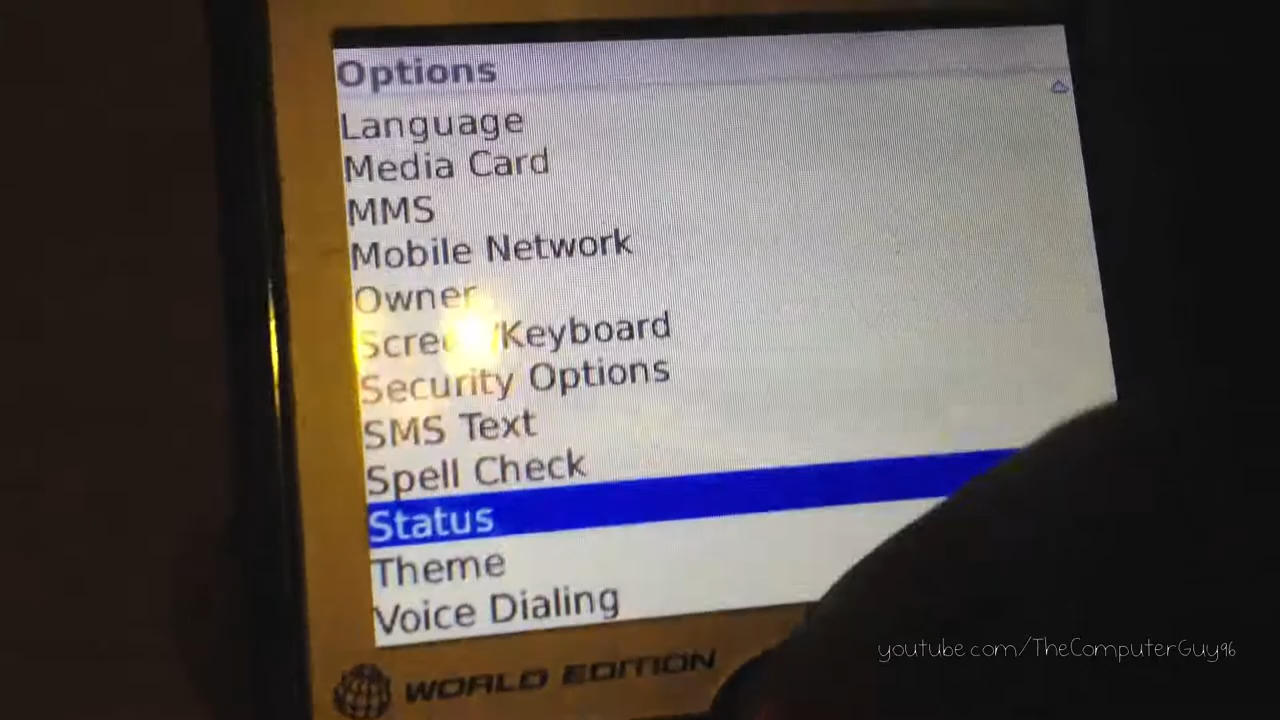 Options
Language
Media Card
MMS
Mobile Network
Owner
Screen/Keyboard
Security Options
SMS Text
Spell Check
Status
Theme
Voice Dialing
WORLD EDITION
youtube.com/TheComputerGuy96